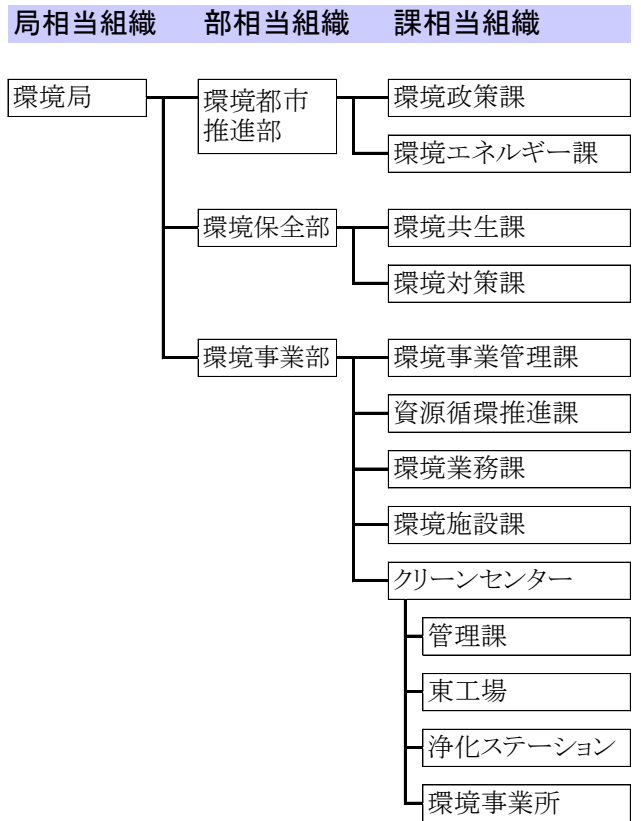 局相当組織 部相当組織 課相当組織
環境局
環境都市
推進部
環境政策課
環境エネルギー課
環境保全部
環境共生課
環境対策課
環境事業部
環境事業管理課
資源循環推進課
環境業務課
環境施設課
クリーンセンター
管理課
東工場
浄化ステーション
環境事業所